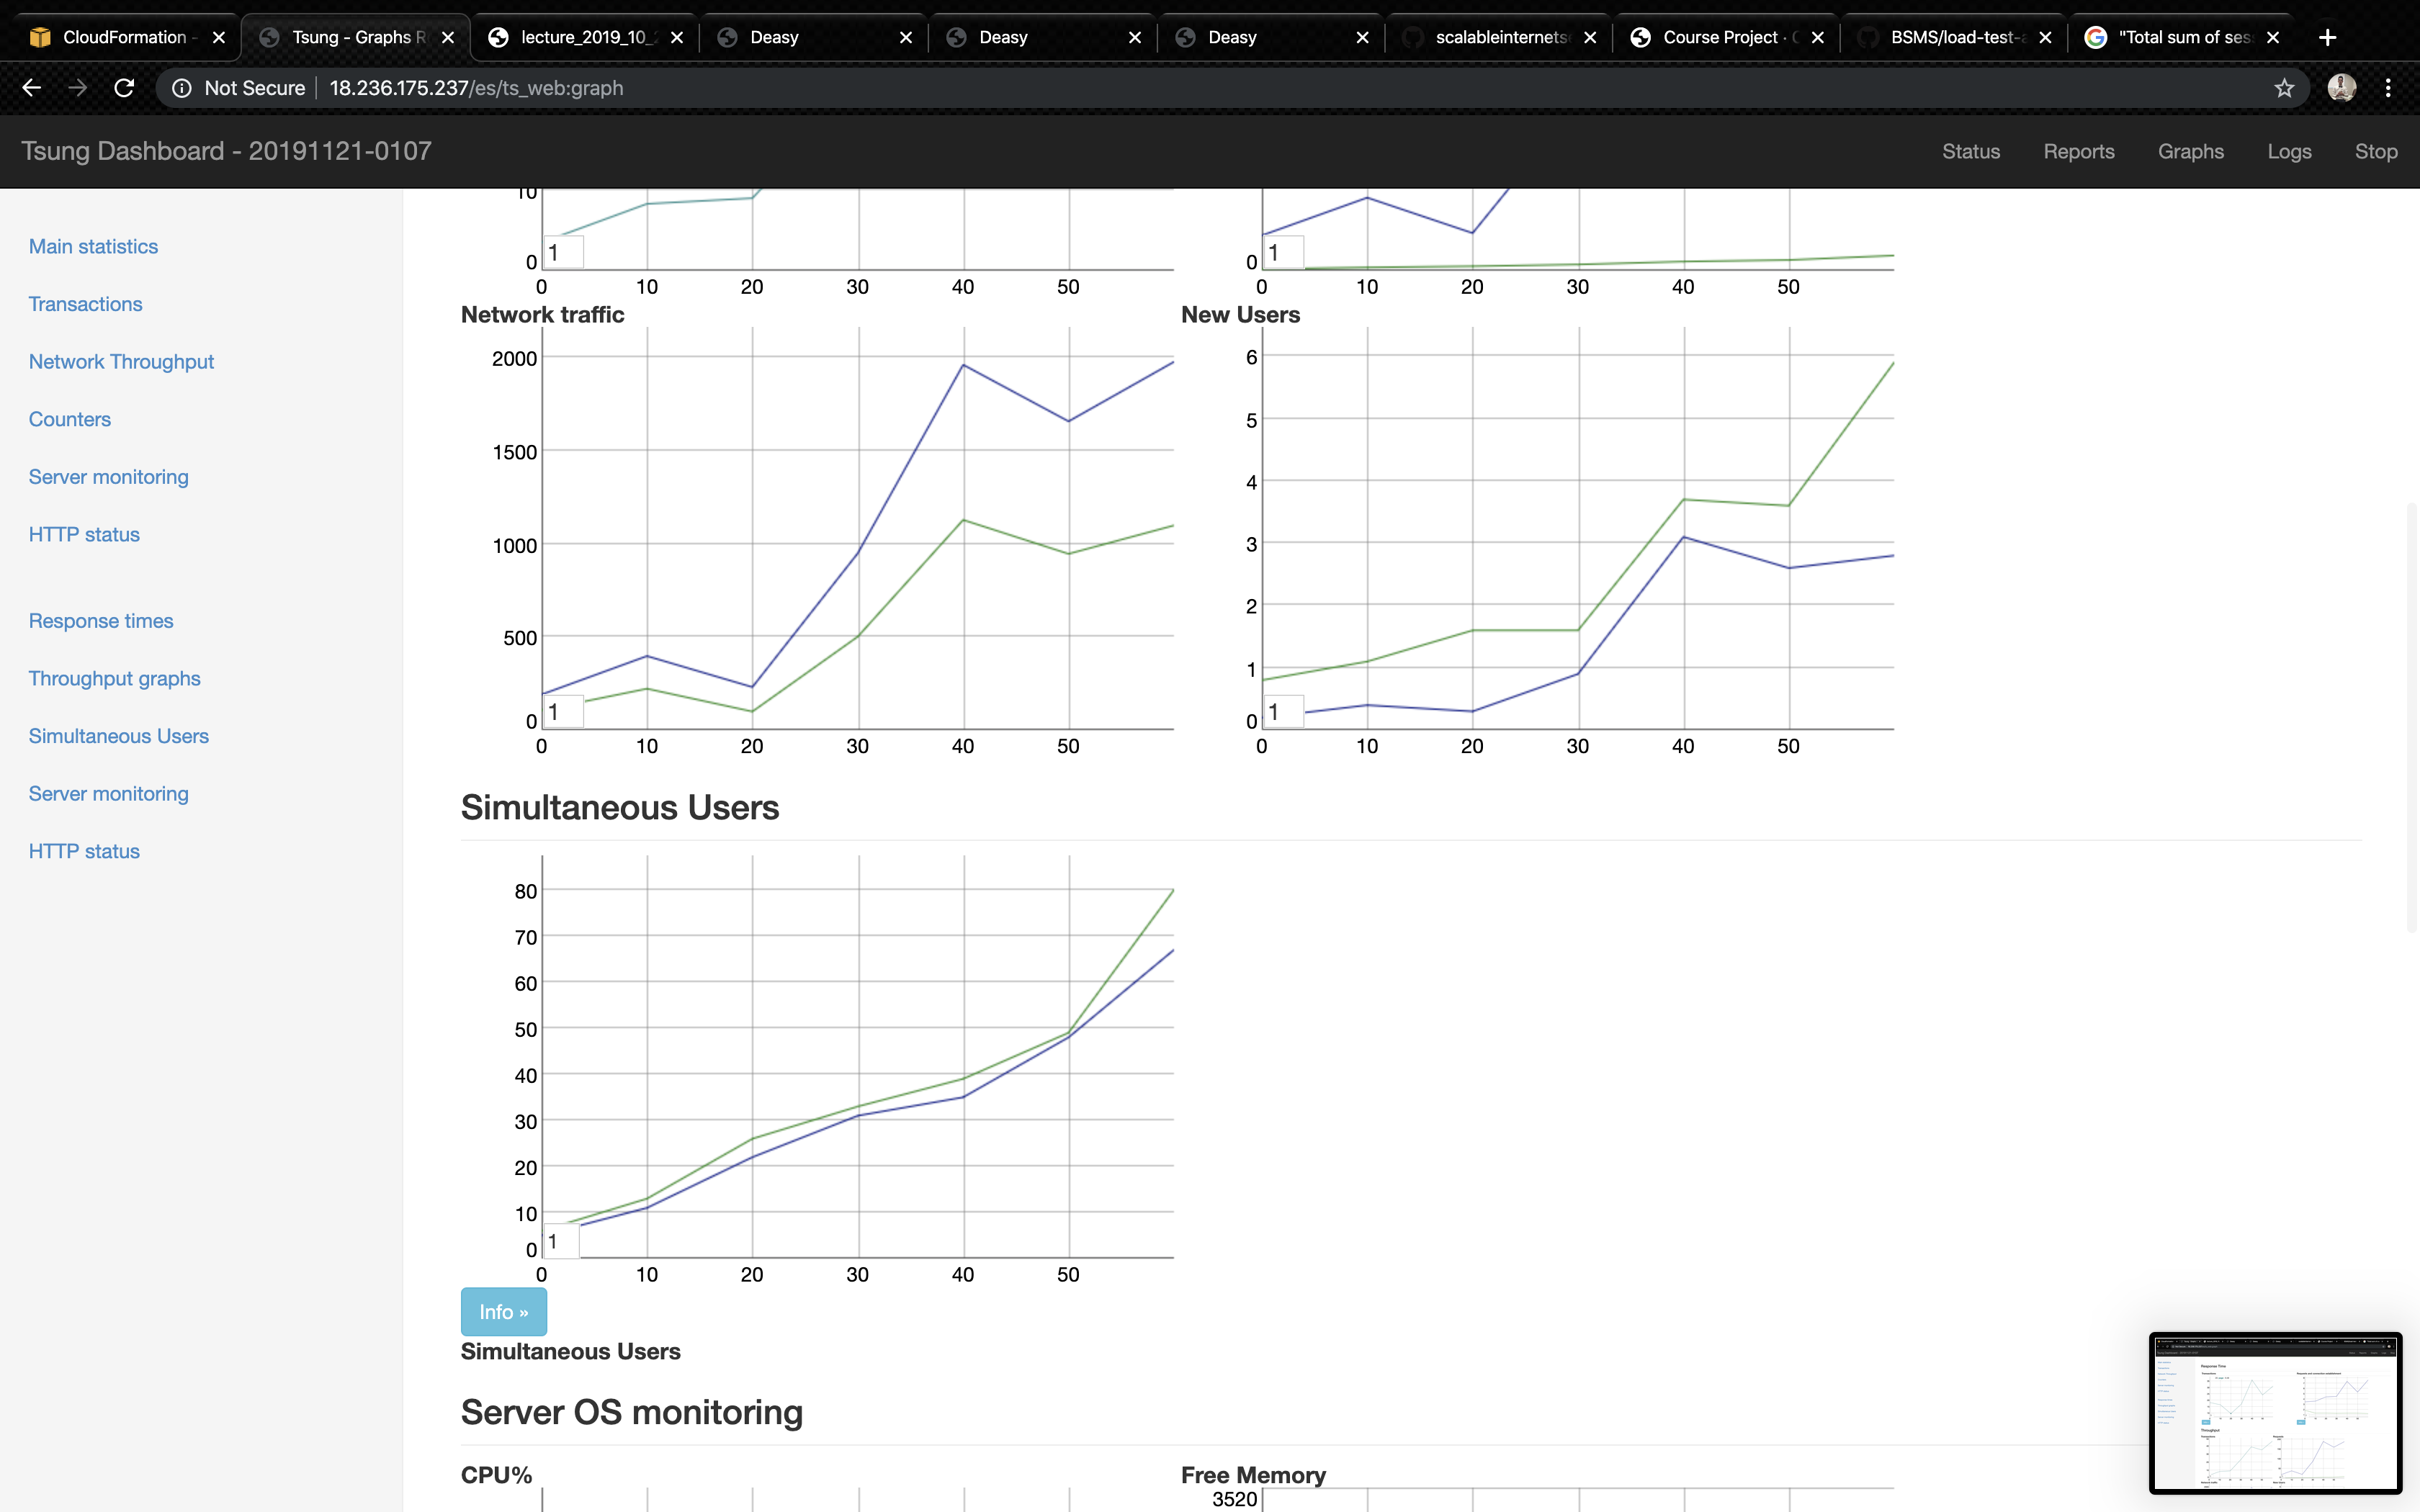 CloudFormation -
Tsung - Graphs R
lecture_2019_10_
Deasy
Deasy
Deasy
scalableinternets
Course Project · C
BSMS/load-test-a
"Total sum of ses
Not Secure 18.236.175.237/es/ts_web:graph
Tsung Dashboard - 20191121-0107
Status Reports Graphs Logs Stop
Main statistics
Transactions
Network Throughput
Counters
Server monitoring
HTTP status
Response times
Throughput graphs
Simultaneous Users
Server monitoring
HTTP status
10
0
1
0 10 20 30 40 50
0
1
0 10 20 30 40 50
Network traffic
2000
1500
1000
500
0
1
0 10 20 30 40 50
New Users
6
5
4
3
2
1
0
1
0 10 20 30 40 50
Simultaneous Users
80
70
60
50
40
30
20
10
0
1
0 10 20 30 40 50
Info »
Simultaneous Users
Server OS monitoring
CPU%
Free Memory
3520